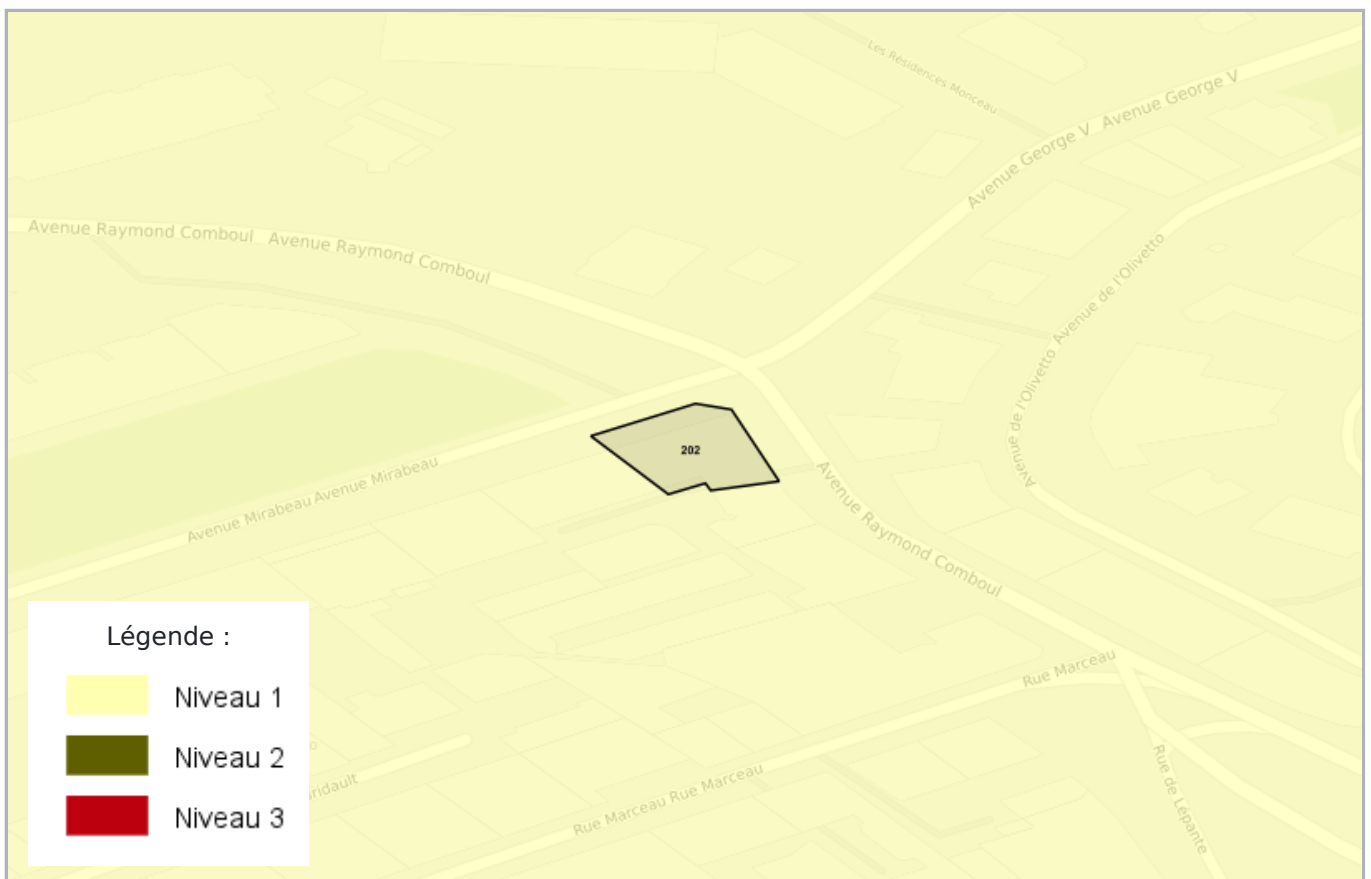 Les Résidences Monceau
Avenue George V
Avenue George V
Avenue Raymond Comboul
Avenue Raymond Comboul
Avenue de l'Olivetto
Avenue de l'Olivetto
202
Avenue Mirabeau
Avenue Mirabeau
Avenue Raymond Comboul
Rue Marceau
Rue Marceau
Rue Marceau
Rue de Lépante
Légende :
Niveau 1
Niveau 2
Niveau 3